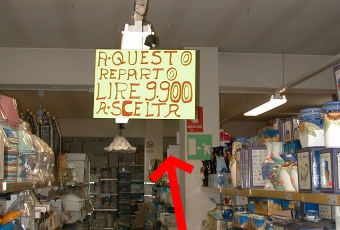 A.QUESTO
REPARTO
LIRE 9.900
A.SCELTA